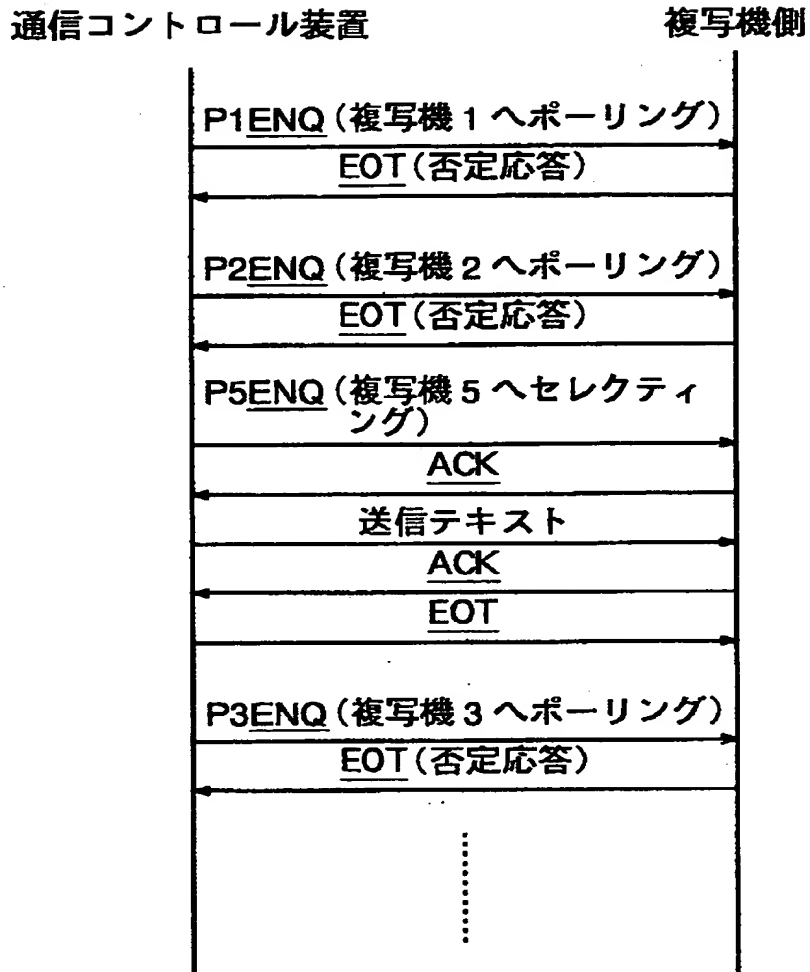 通信コントロール装置
複写機側
P1ENQ(複写機1へポーリング)
EOT(否定応答)
P2ENQ(複写機2へポーリング)
EOT(否定応答)
P5ENQ(複写機5へセレクティ
ング)
ACK
送信テキスト
ACK
EOT
P3ENQ(複写機3へポーリング)
EOT(否定応答)